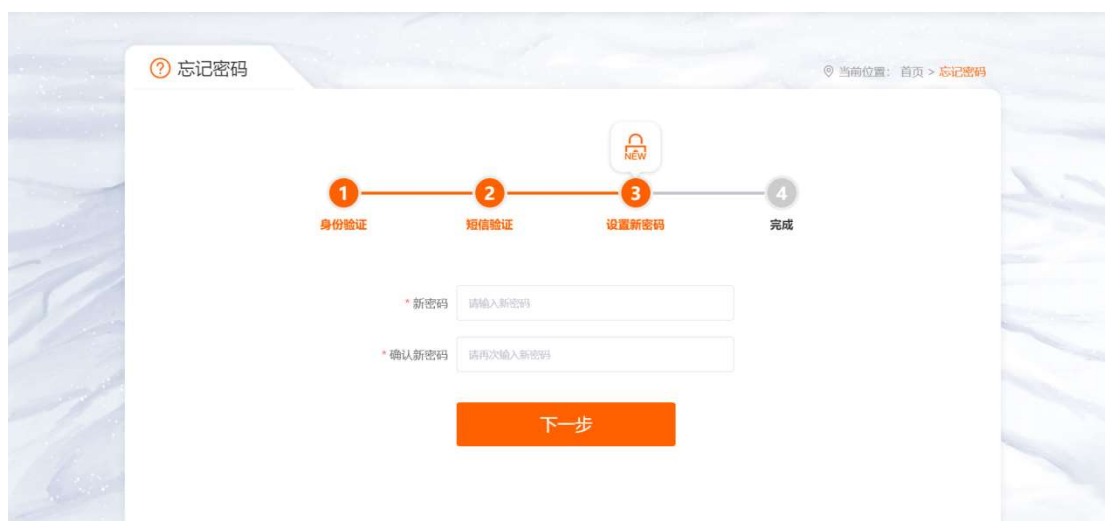 ? 忘记密码
当前位置： 首页 > 忘记密码
NEW
1 2 3 4
身份验证 短信验证 设置新密码 完成
* 新密码 请输入新密码
* 确认新密码 请再次输入新密码
下一步